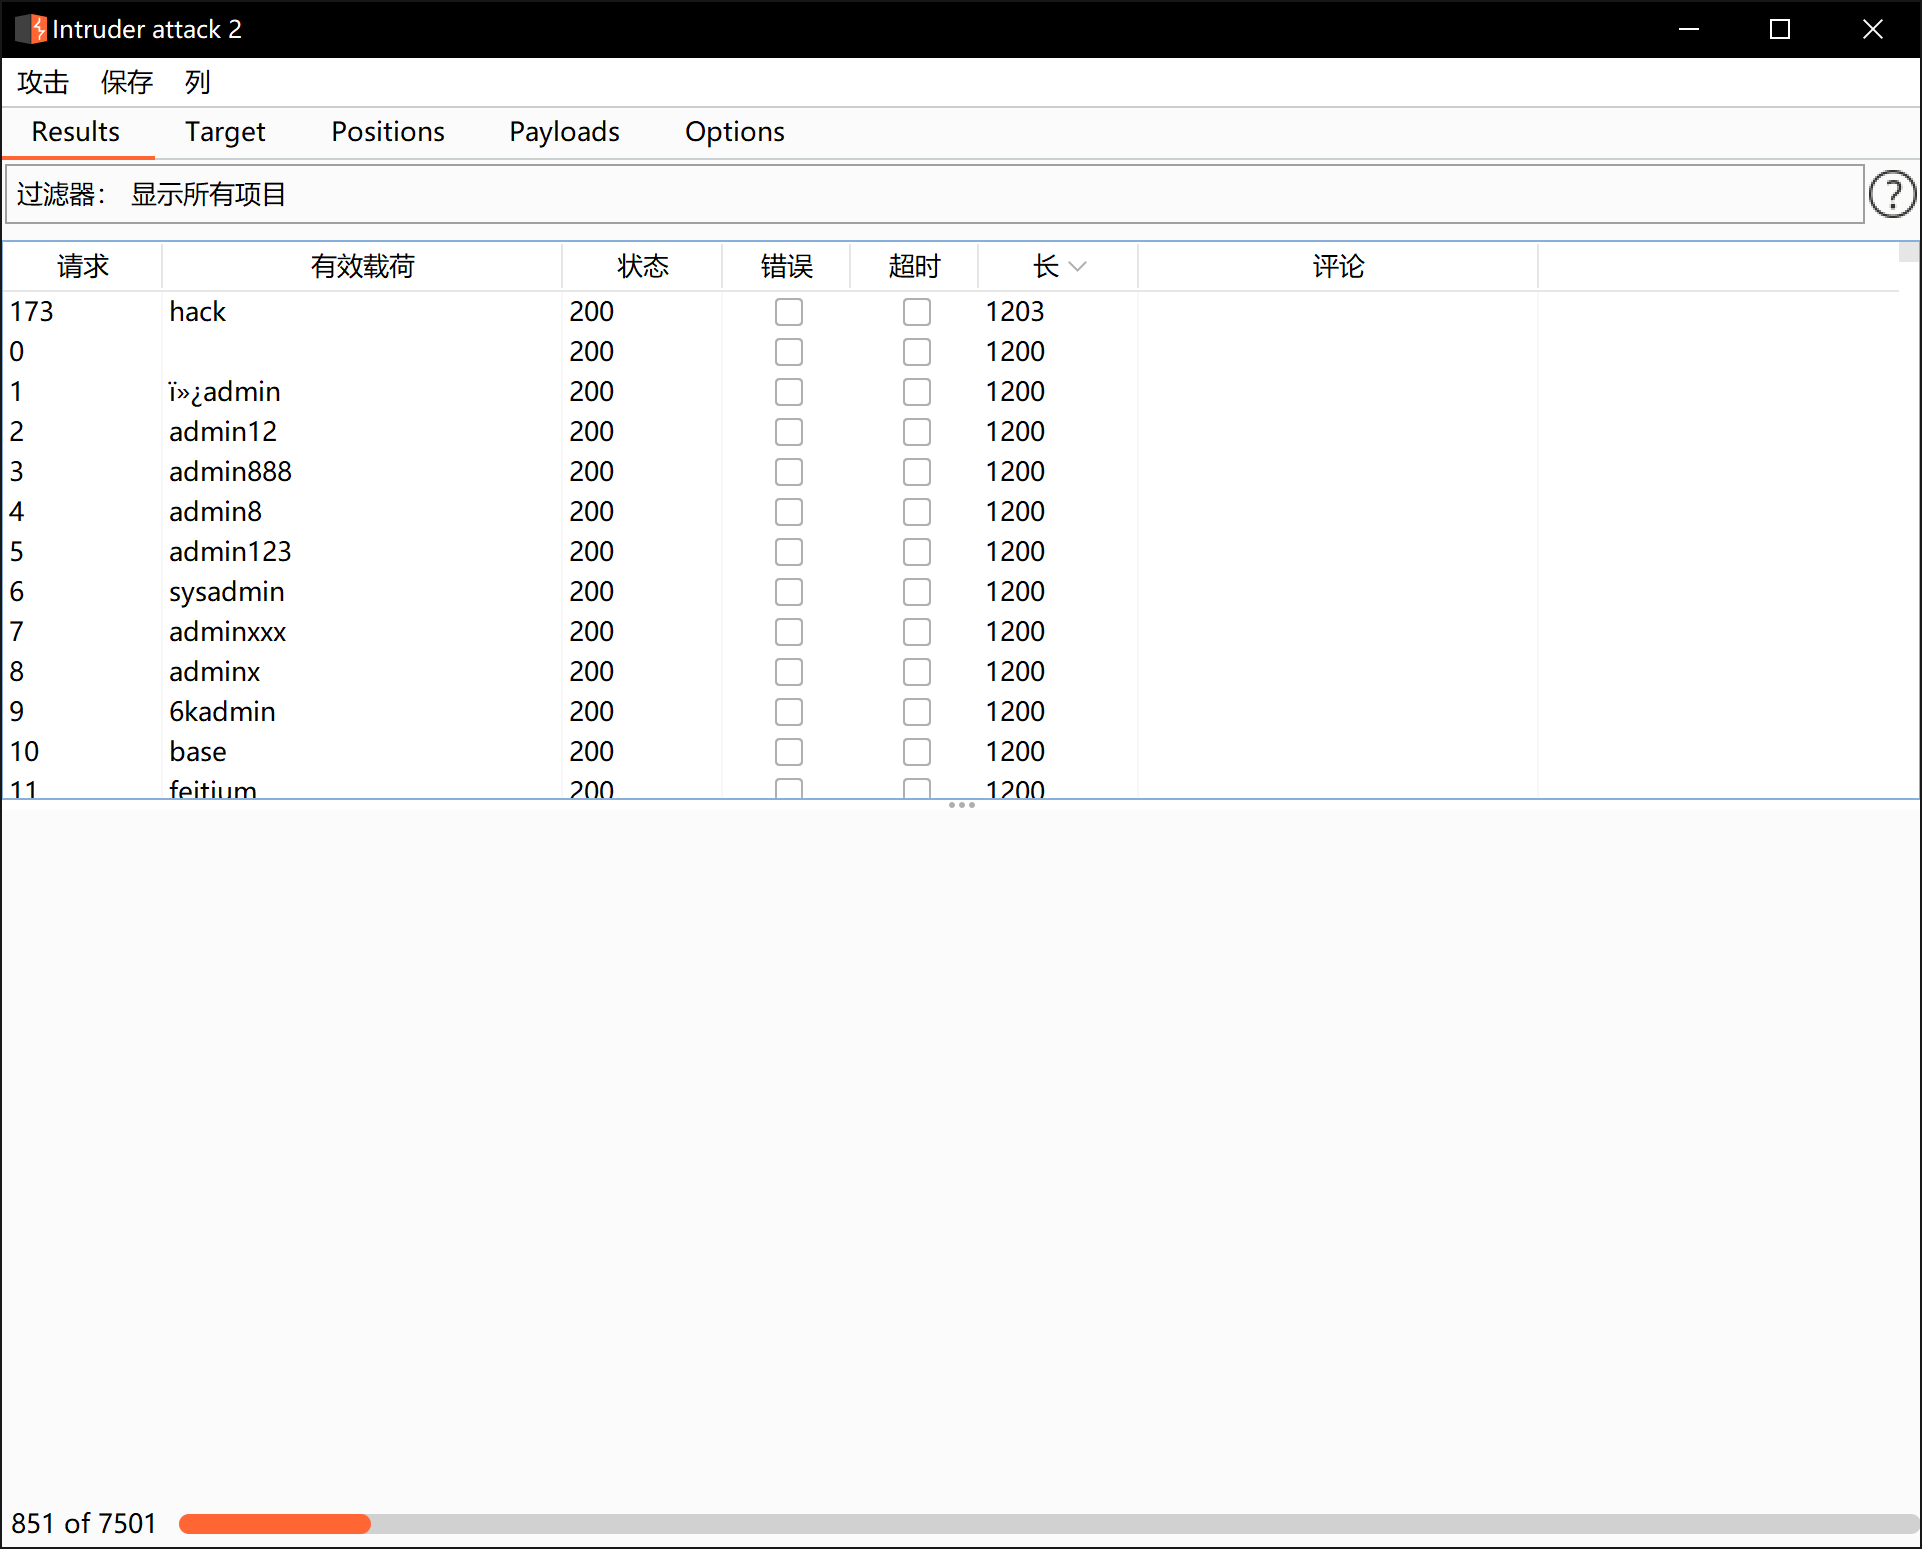 Intruder attack 2
攻击 保存 列
Results Target Positions Payloads Options
过滤器： 显示所有项目
?
请求 有效载荷 状态 错误 超时 长 评论
173 hack 200 1203
0 200 1200
1 ï»¿admin 200 1200
2 admin12 200 1200
3 admin888 200 1200
4 admin8 200 1200
5 admin123 200 1200
6 sysadmin 200 1200
7 adminxxx 200 1200
8 adminx 200 1200
9 6kadmin 200 1200
10 base 200 1200
11 feitium 200 1200
851 of 7501